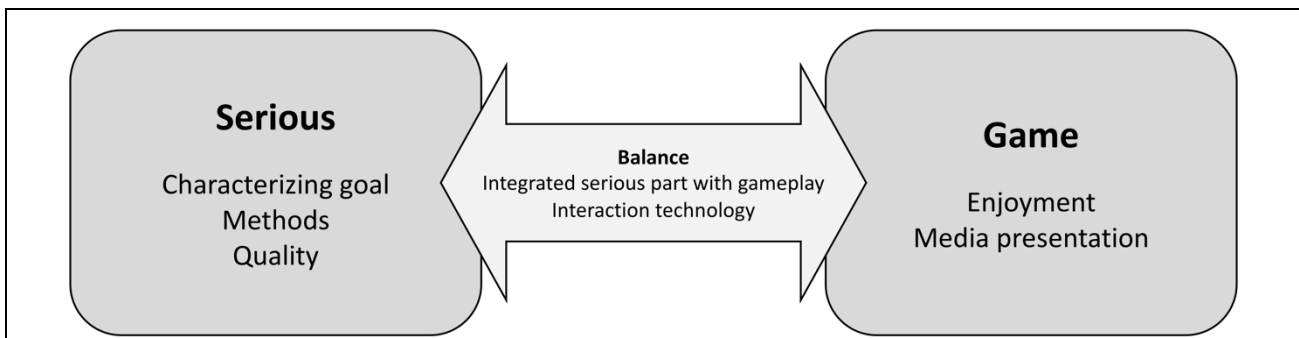 Serious
Characterizing goal
Methods
Quality
Balance
Integrated serious part with gameplay
Interaction technology
Game
Enjoyment
Media presentation